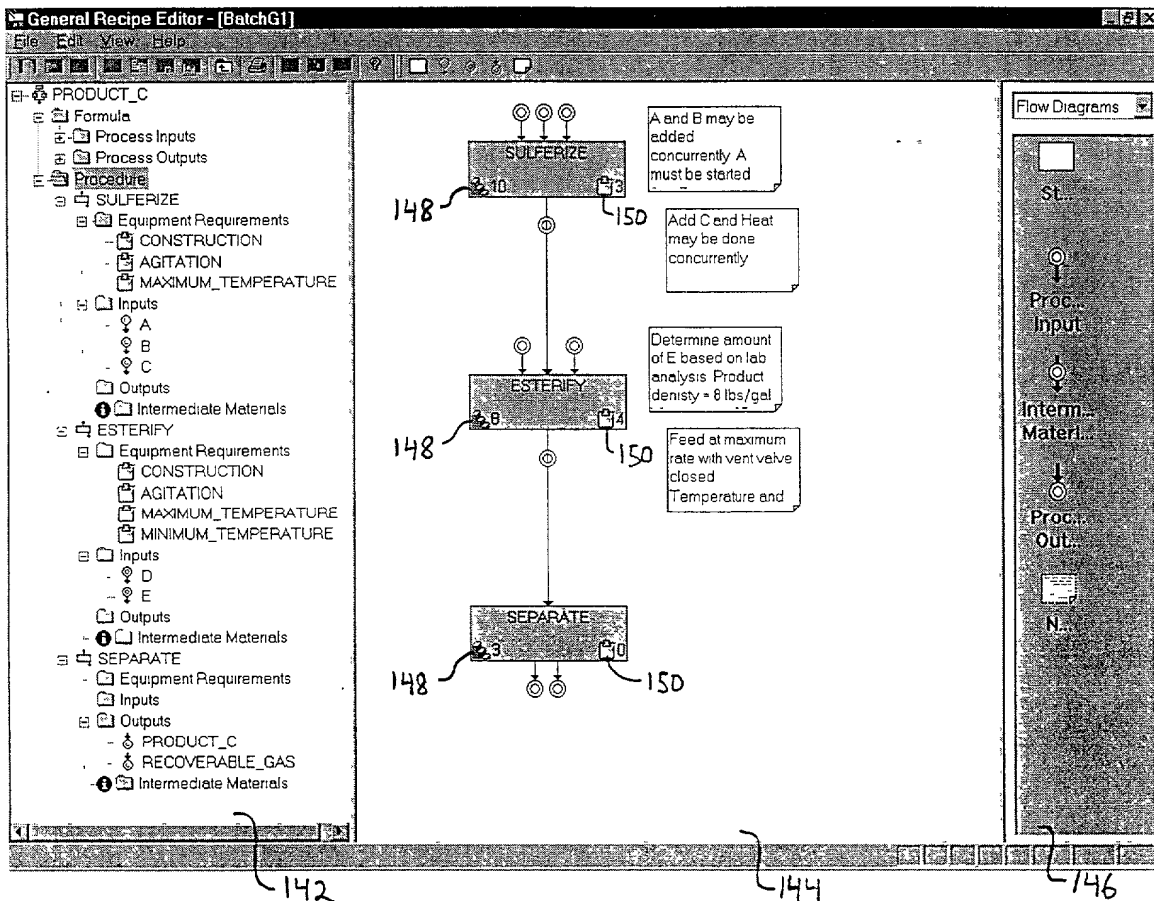 General Recipe Editor - [BatchG1]
File Edit View Help
PRODUCT_C
Formula
Process Inputs
Process Outputs
Procedure
SULFERIZE
Equipment Requirements
CONSTRUCTION
AGITATION
MAXIMUM_TEMPERATURE
Inputs
A
B
C
Outputs
Intermediate Materials
ESTERIFY
Equipment Requirements
CONSTRUCTION
AGITATION
MAXIMUM_TEMPERATURE
MINIMUM_TEMPERATURE
Inputs
D
E
Outputs
Intermediate Materials
SEPARATE
Equipment Requirements
Inputs
Outputs
PRODUCT_C
RECOVERABLE_GAS
Intermediate Materials
142
SULFERIZE
10 3
148 150
A and B may be
added
concurrently A
must be started
Add C and Heat
may be done
concurrently
ESTERIFY
8 4
148 150
Determine amount
of E based on lab
analysis Product
denisty = 8 lbs/gal
Feed at maximum
rate with vent valve
closed
Temperature and
SEPARATE
3 0
148 150
144
Flow Diagrams
St...
Proc...
Input
Interm...
Materi...
Proc...
Out...
N...
146